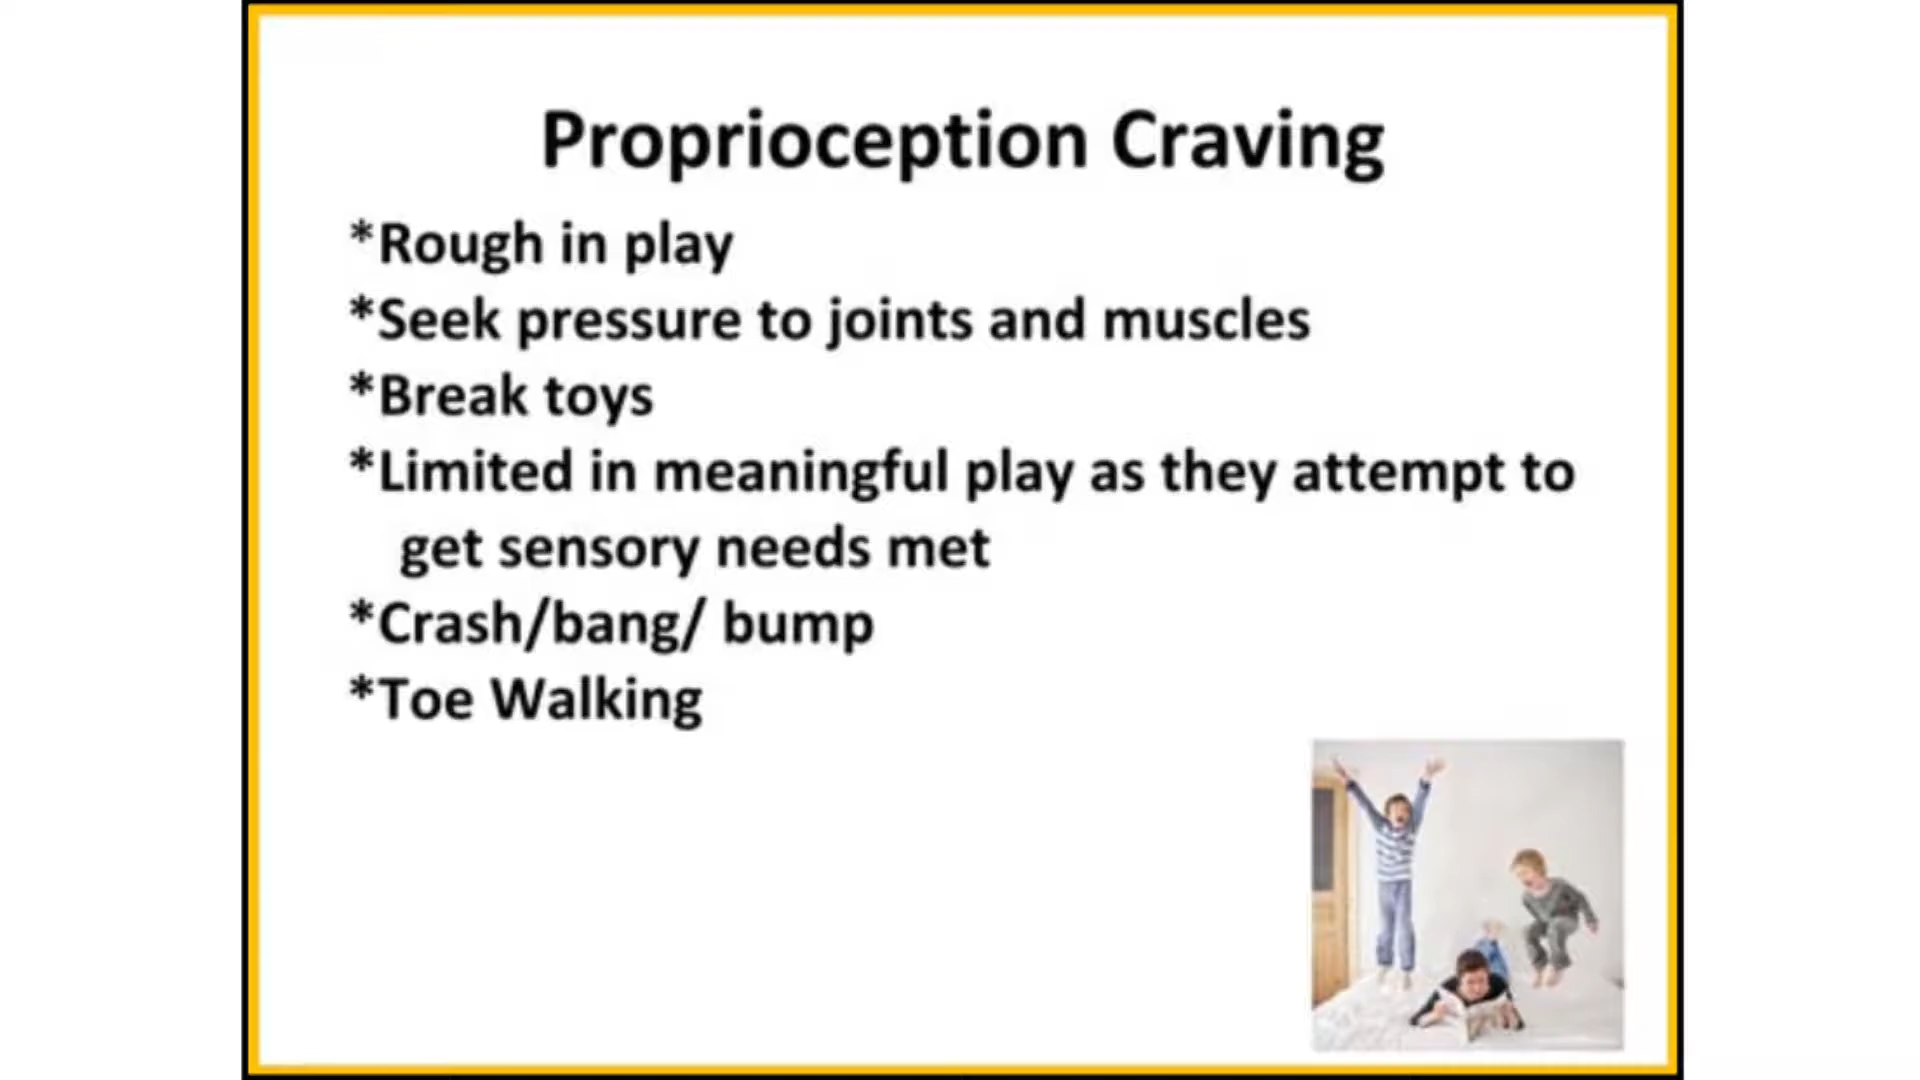 Proprioception Craving
*Rough in play
*Seek pressure to joints and muscles
*Break toys
*Limited in meaningful play as they attempt to
get sensory needs met
*Crash/bang/ bump
*Toe Walking